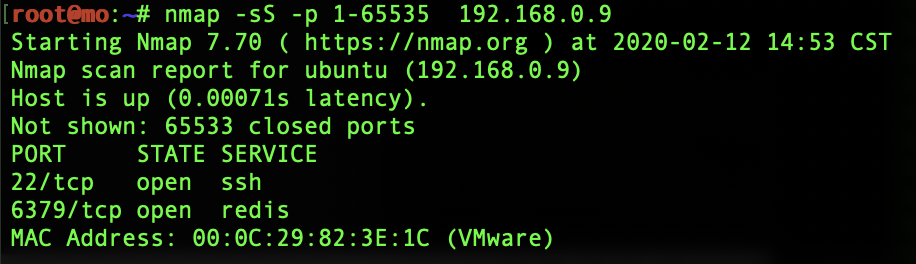 [root@mo:~# nmap -sS -p 1-65535  192.168.0.9
Starting Nmap 7.70 ( https://nmap.org ) at 2020-02-12 14:53 CST
Nmap scan report for ubuntu (192.168.0.9)
Host is up (0.00071s latency).
Not shown: 65533 closed ports
PORT     STATE SERVICE
22/tcp   open  ssh
6379/tcp open  redis
MAC Address: 00:0C:29:82:3E:1C (VMware)